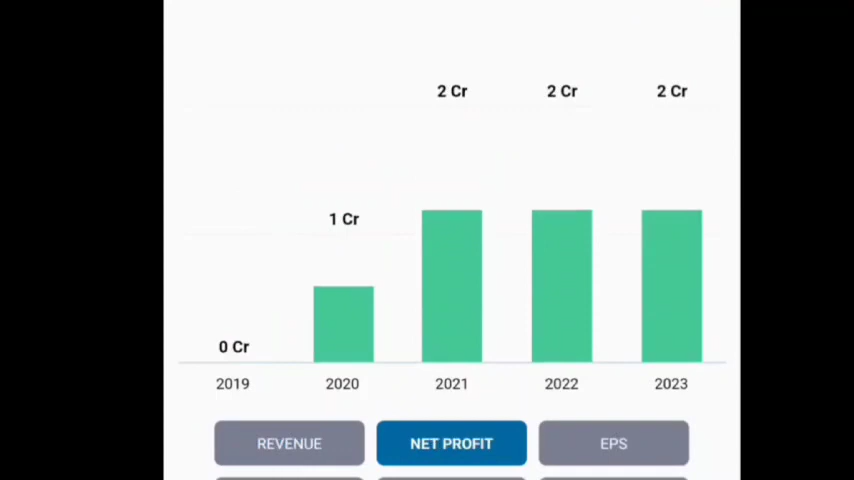 2 Cr 2 Cr 2 Cr
1 Cr
0 Cr
2019 2020 2021 2022 2023
REVENUE NET PROFIT EPS